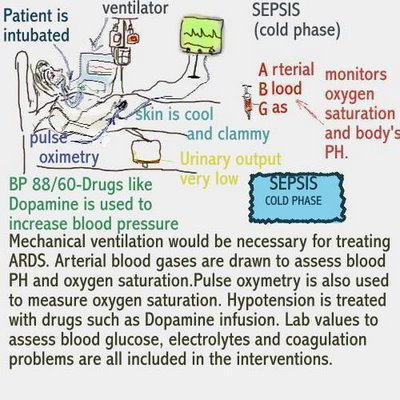 Patient is
intubated
ventilator
SEPSIS
(cold phase)
A rterial
B lood
G as
monitors
oxygen
saturation
and body's
PH.
skin is cool
and clammy
pulse
oximetry
Urinary output
very low
BP 88/60-Drugs like
Dopamine is used to
increase blood pressure
SEPSIS
COLD PHASE
Mechanical ventilation would be necessary for treating
ARDS. Arterial blood gases are drawn to assess blood
PH and oxygen saturation.Pulse oxymetry is also used
to measure oxygen saturation. Hypotension is treated
with drugs such as Dopamine infusion. Lab values to
assess blood glucose, electrolytes and coagulation
problems are all included in the interventions.